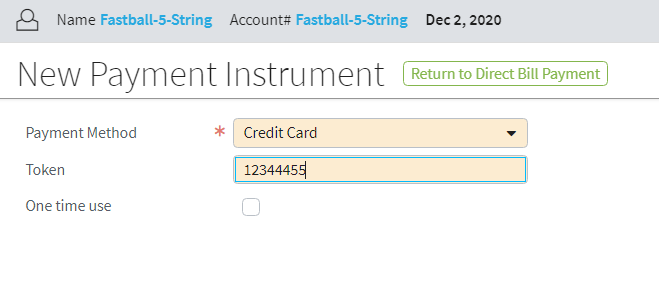 Name Fastball-5-String Account# Fastball-5-String Dec 2, 2020
New Payment Instrument Return to Direct Bill Payment
Payment Method * Credit Card
Token 12344455
One time use